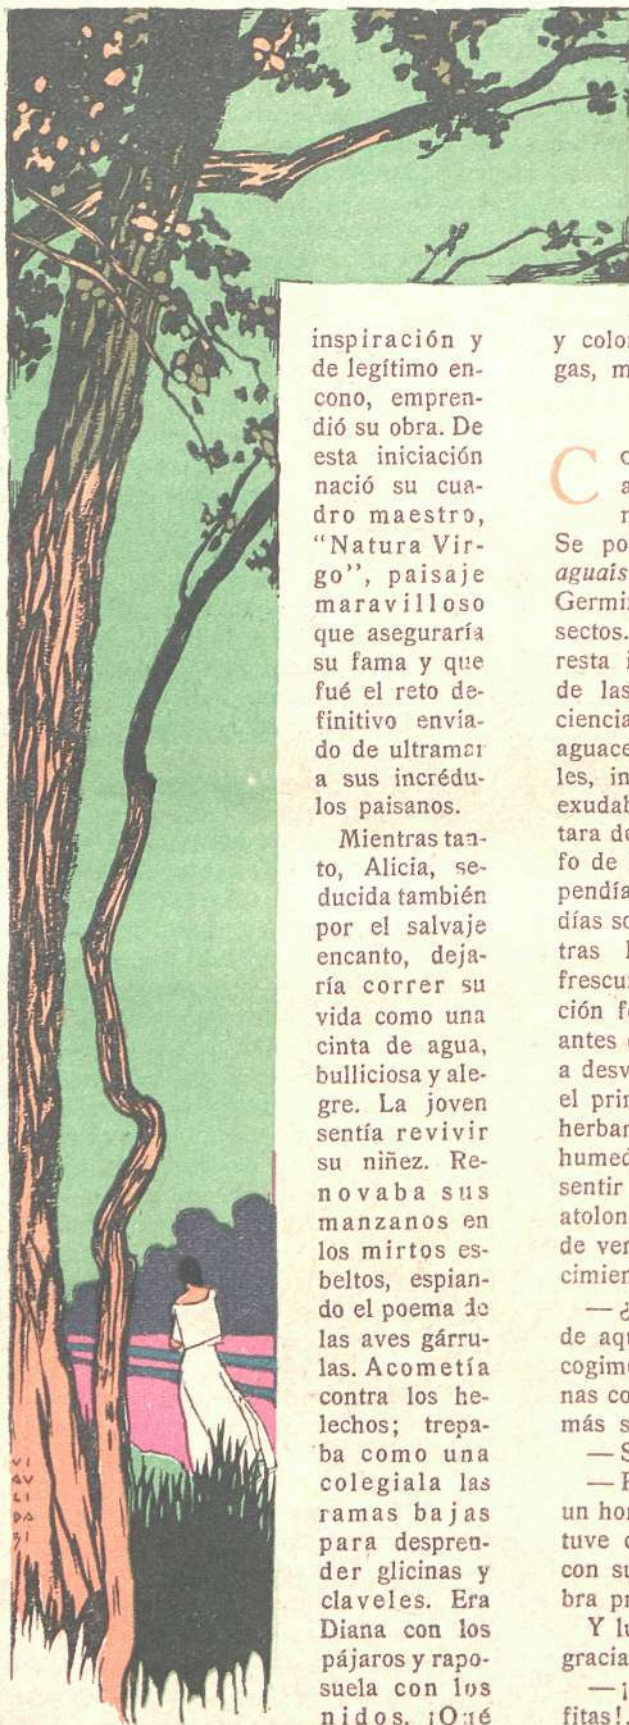 inspiración y
de legítimo en-
cono, empren-
dió su obra. De
esta iniciación
nació su cua-
dro maestro,
“Natura Vir-
go”, paisaje
maravilloso
que aseguraría
su fama y que
fué el reto de-
finitivo envia-
do de ultramar
a sus incrédu-
los paisanos.
Mientras tan-
to, Alicia, se-
ducida también
por el salvaje
encanto, deja-
ría correr su
vida como una
cinta de agua,
bulliciosa y ale-
gre. La joven
sentía revivir
su niñez. Re-
novaba sus
manzanos en
los mirtos es-
beltos, espian-
do el poema de
las aves gárru-
las. Acometía
contra los he-
lechos; trepa-
ba como una
colegiala las
ramas bajas
para despren-
der glicinas y
claveles. Era
Diana con los
pájaros y rapo-
suela con los
nidos. ¡Qué
y color
gas, m
C
Se po
aguais
Germi
sectos.
resta i
de las
ciencia
aguace
les, in
exudab
tara de
fo de
pendía
días so
tras l
frescu
ción f
antes
a desv
el prin
herbar
humed
sentir
atolon
de ver
cimien
—¿
de aqu
cogim
nas co
más s
—S
un hor
tuve
con su
bra pr
Y lu
gracia
—¡
fitas!